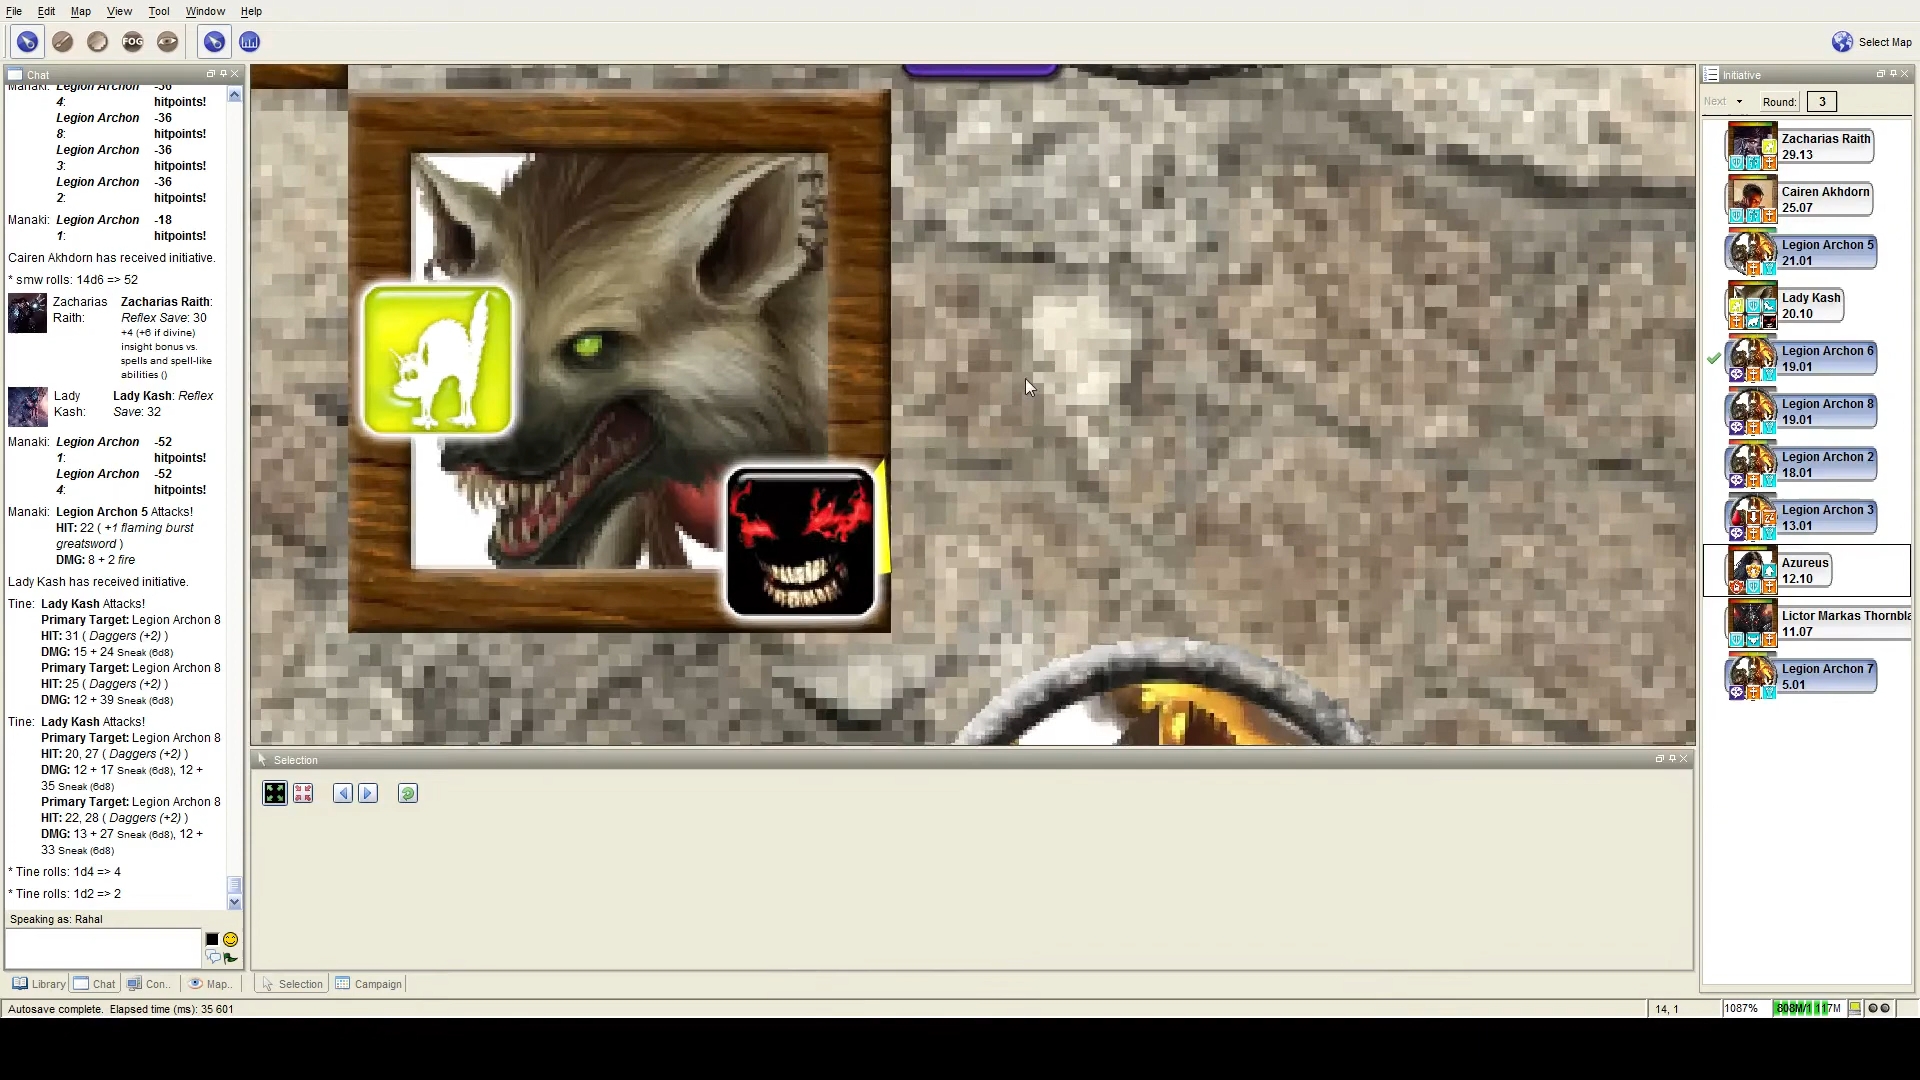 File Edit Map View Tool Window Help
FOG
Select Map
Chat
Manaki: Legion Archon -36
4: hitpoints!
Legion Archon -36
8: hitpoints!
Legion Archon -36
3: hitpoints!
Legion Archon -36
2: hitpoints!
Manaki: Legion Archon -18
1: hitpoints!
Cairen Akhdorn has received initiative.
* smw rolls: 14d6 => 52
Zacharias Zacharias Raith:
Raith: Reflex Save: 30
+4 (+6 if divine)
insight bonus vs.
spells and spell-like
abilities ()
Lady Lady Kash: Reflex
Kash: Save: 32
Manaki: Legion Archon -52
1: hitpoints!
Legion Archon -52
4: hitpoints!
Manaki: Legion Archon 5 Attacks!
HIT: 22 ( +1 flaming burst
greatsword )
DMG: 8 + 2 fire
Lady Kash has received initiative.
Tine: Lady Kash Attacks!
Primary Target: Legion Archon 8
HIT: 31 ( Daggers (+2) )
DMG: 15 + 24 Sneak (6d8)
Primary Target: Legion Archon 8
HIT: 25 ( Daggers (+2) )
DMG: 12 + 39 Sneak (6d8)
Tine: Lady Kash Attacks!
Primary Target: Legion Archon 8
HIT: 20, 27 ( Daggers (+2) )
DMG: 12 + 17 Sneak (6d8), 12 +
35 Sneak (6d8)
Primary Target: Legion Archon 8
HIT: 22, 28 ( Daggers (+2) )
DMG: 13 + 27 Sneak (6d8), 12 +
33 Sneak (6d8)
* Tine rolls: 1d4 => 4
* Tine rolls: 1d2 => 2
Speaking as: Rahal
Library Chat Con.. Map..
Selection
Selection Campaign
Initiative
Next Round: 3
Zacharias Raith
29.13
Cairen Akhdorn
25.07
Legion Archon 5
21.01
Lady Kash
20.10
Legion Archon 6
19.01
Legion Archon 8
19.01
Legion Archon 2
18.01
Legion Archon 3
13.01
Azureus
12.10
Lictor Markas Thornbla
11.07
Legion Archon 7
5.01
Autosave complete. Elapsed time (ms): 35 601
14, 1 1087% 808M/1 117M